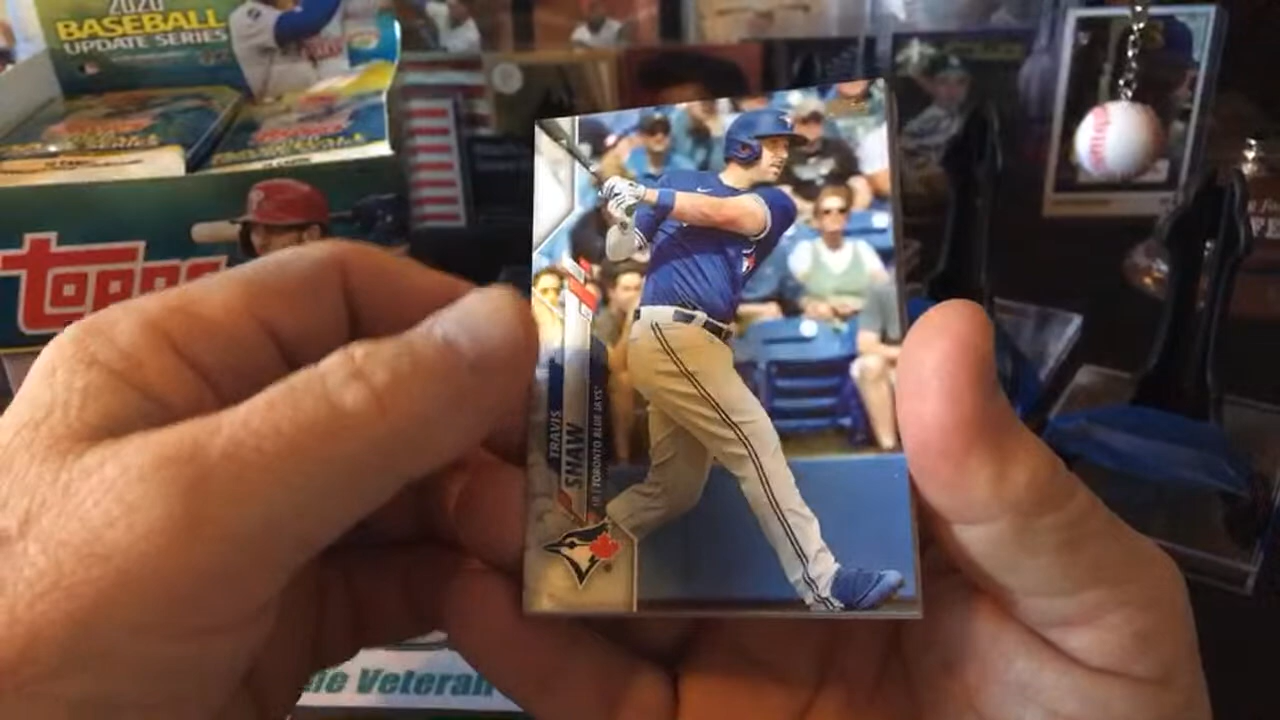 2020
BASEBALL
UPDATE SERIES
TOPPS
TRAVIS
SHAW
TORONTO BLUE JAYS
Veteran